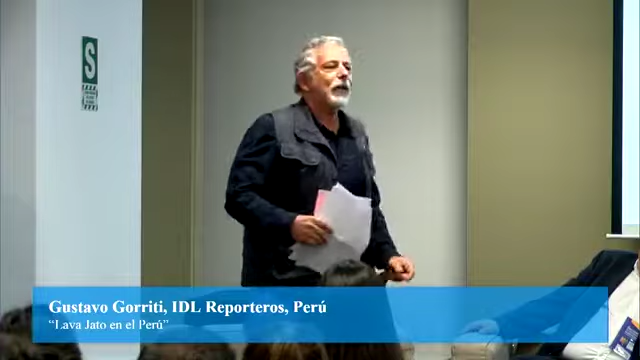 S
Gustavo Gorriti, IDL Reporteros, Perú
“Lava Jato en el Perú”